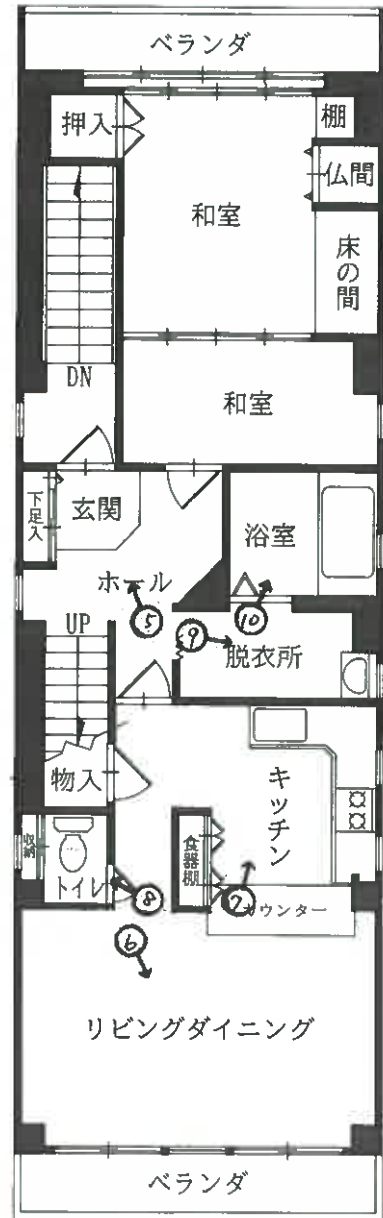 ベランダ
押入
棚
仏間
和室
床の間
DN
和室
下足入
玄関
浴室
ホール
⑤
UP
⑨
⑩
脱衣所
物入
キッチン
食器棚
トイレ
⑧
⑦
カウンター
⑥
リビングダイニング
ベランダ